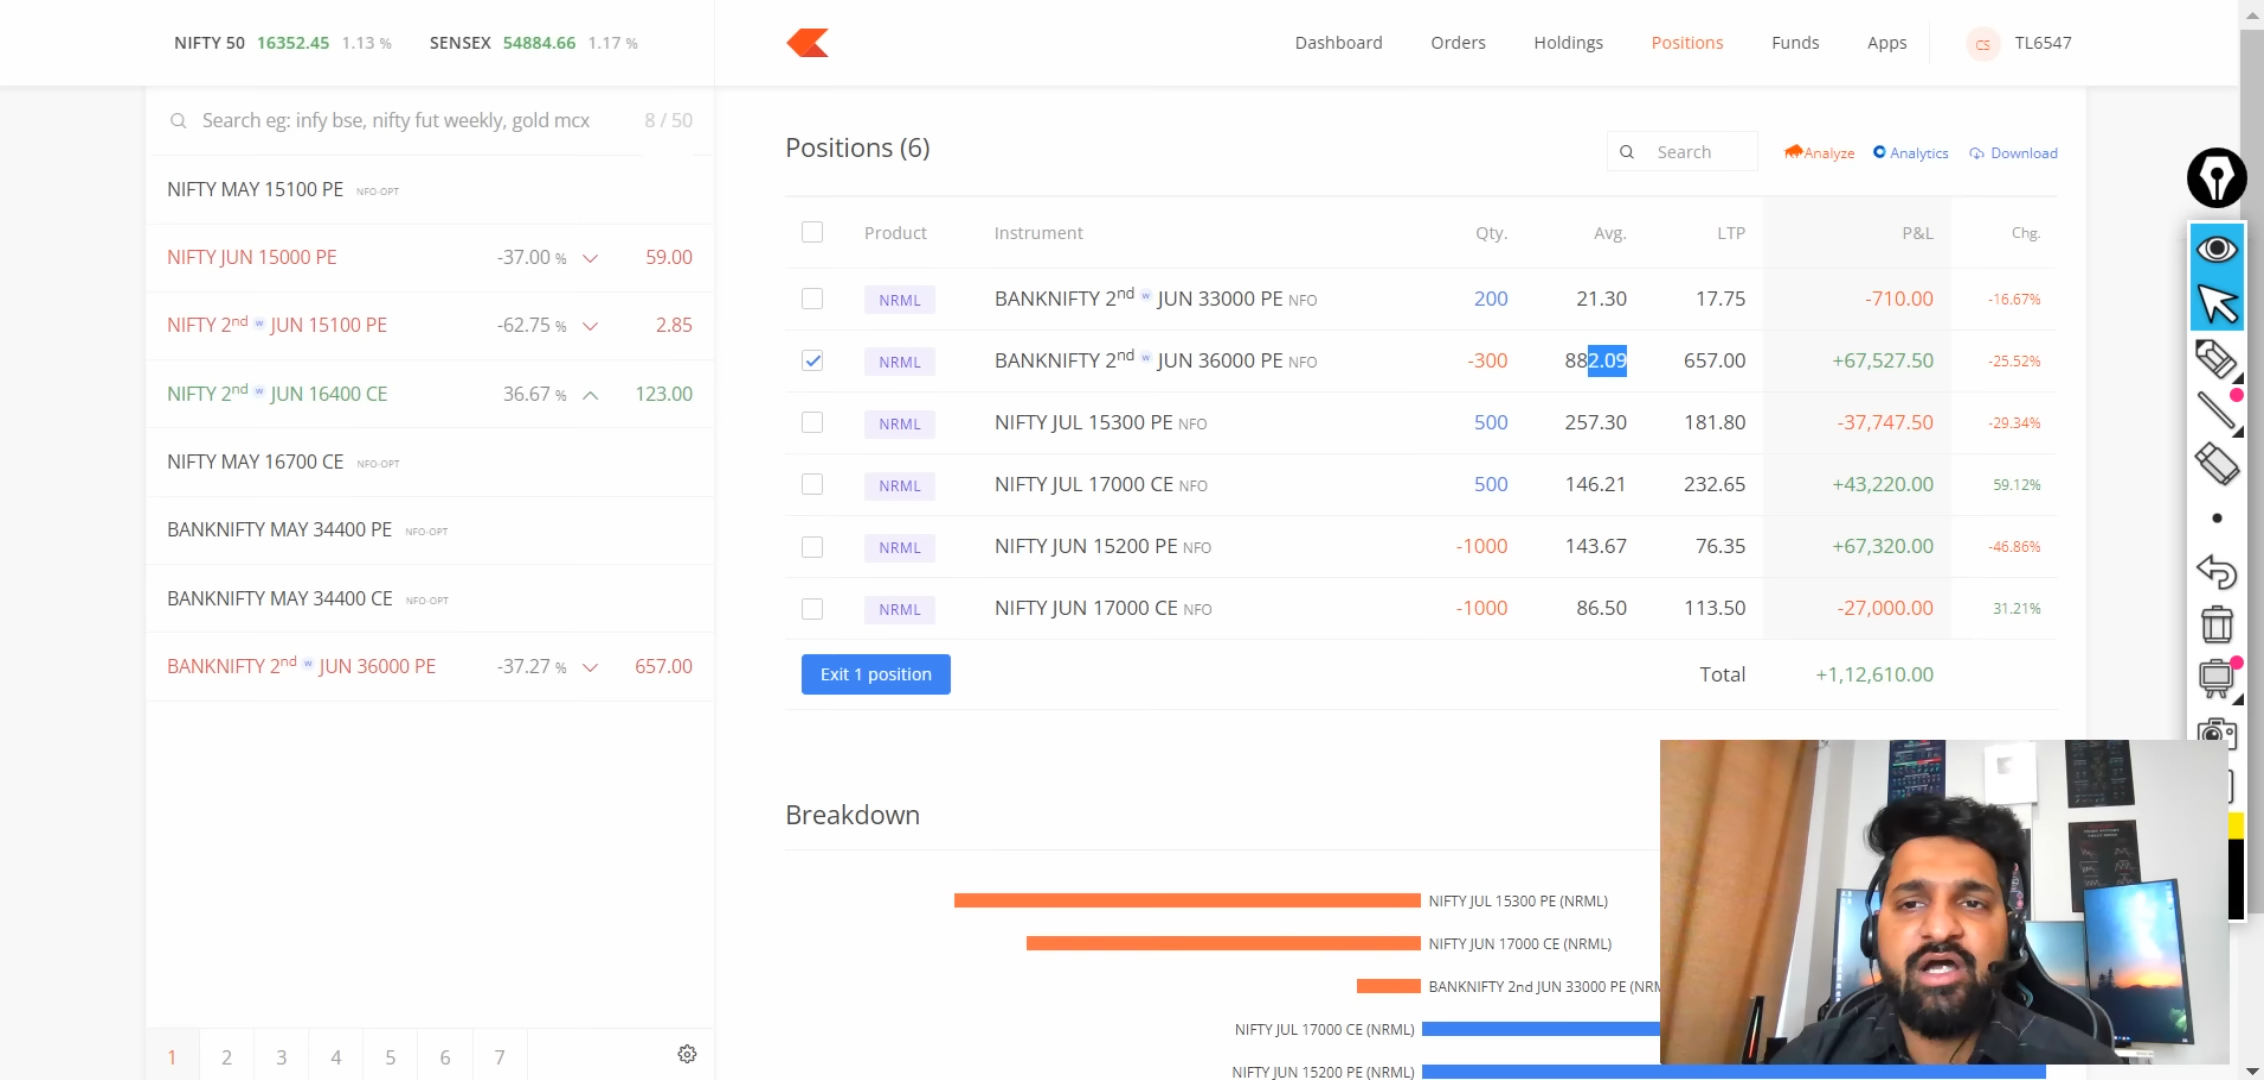 NIFTY 50 16352.45 1.13 % SENSEX 54884.66 1.17 %
Dashboard Orders Holdings Positions Funds Apps CS TL6547
Search eg: infy bse, nifty fut weekly, gold mcx 8 / 50
NIFTY MAY 15100 PE NFO-OPT
NIFTY JUN 15000 PE -37.00 % 59.00
NIFTY 2nd w JUN 15100 PE -62.75 % 2.85
NIFTY 2nd w JUN 16400 CE 36.67 % 123.00
NIFTY MAY 16700 CE NFO-OPT
BANKNIFTY MAY 34400 PE NFO-OPT
BANKNIFTY MAY 34400 CE NFO-OPT
BANKNIFTY 2nd w JUN 36000 PE -37.27 % 657.00
1 2 3 4 5 6 7
Positions (6) Search Analyze Analytics Download
Product Instrument Qty. Avg. LTP P&L Chg.
NRML BANKNIFTY 2nd w JUN 33000 PE NFO 200 21.30 17.75 -710.00 -16.67%
NRML BANKNIFTY 2nd w JUN 36000 PE NFO -300 882.09 657.00 +67,527.50 -25.52%
NRML NIFTY JUL 15300 PE NFO 500 257.30 181.80 -37,747.50 -29.34%
NRML NIFTY JUL 17000 CE NFO 500 146.21 232.65 +43,220.00 59.12%
NRML NIFTY JUN 15200 PE NFO -1000 143.67 76.35 +67,320.00 -46.86%
NRML NIFTY JUN 17000 CE NFO -1000 86.50 113.50 -27,000.00 31.21%
Exit 1 position Total +1,12,610.00
Breakdown
NIFTY JUL 15300 PE (NRML)
NIFTY JUN 17000 CE (NRML)
BANKNIFTY 2nd JUN 33000 PE (NRM
NIFTY JUL 17000 CE (NRML)
NIFTY JUN 15200 PE (NRML)